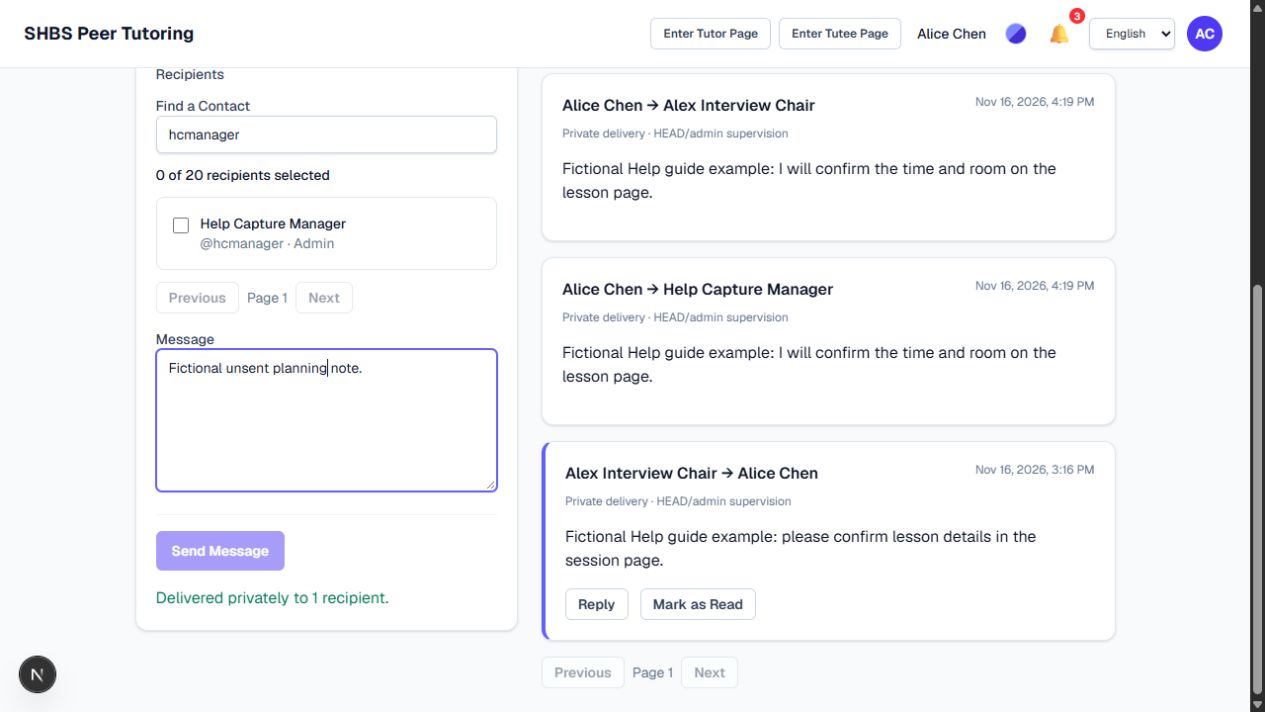 SHBS Peer Tutoring
Enter Tutor Page
Enter Tutee Page
Alice Chen
3
English
AC
Recipients
Find a Contact
hcmanager
0 of 20 recipients selected
Help Capture Manager
@hcmanager · Admin
Previous
Page 1
Next
Message
Fictional unsent planning note.
Send Message
Delivered privately to 1 recipient.
N
Alice Chen → Alex Interview Chair
Nov 16, 2026, 4:19 PM
Private delivery · HEAD/admin supervision
Fictional Help guide example: I will confirm the time and room on the
lesson page.
Alice Chen → Help Capture Manager
Nov 16, 2026, 4:19 PM
Private delivery · HEAD/admin supervision
Fictional Help guide example: I will confirm the time and room on the
lesson page.
Alex Interview Chair → Alice Chen
Nov 16, 2026, 3:16 PM
Private delivery · HEAD/admin supervision
Fictional Help guide example: please confirm lesson details in the
session page.
Reply
Mark as Read
Previous
Page 1
Next